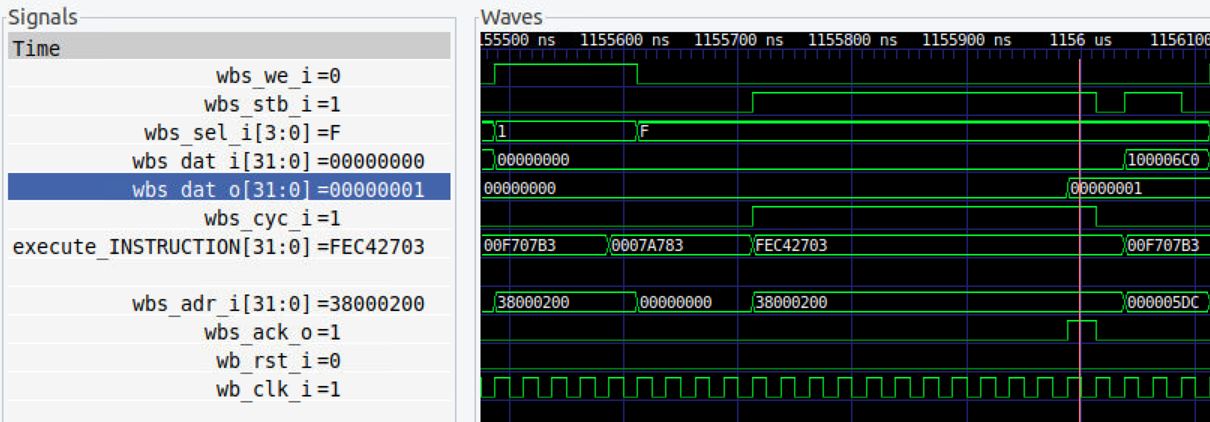 Signals
Waves
Time
155500 ns 1155600 ns 1155700 ns 1155800 ns 1155900 ns 1156 us 1156100
wbs_we_i=0
wbs_stb_i=1
wbs_sel_i[3:0]=F 1 F
wbs_dat_i[31:0]=00000000 00000000 100006C0
wbs_dat_o[31:0]=00000001 00000000 00000001
wbs_cyc_i=1
execute_INSTRUCTION[31:0]=FEC42703 00F707B3 0007A783 FEC42703 00F707B3
wbs_adr_i[31:0]=38000200 38000200 00000000 38000200 000005DC
wbs_ack_o=1
wb_rst_i=0
wb_clk_i=1